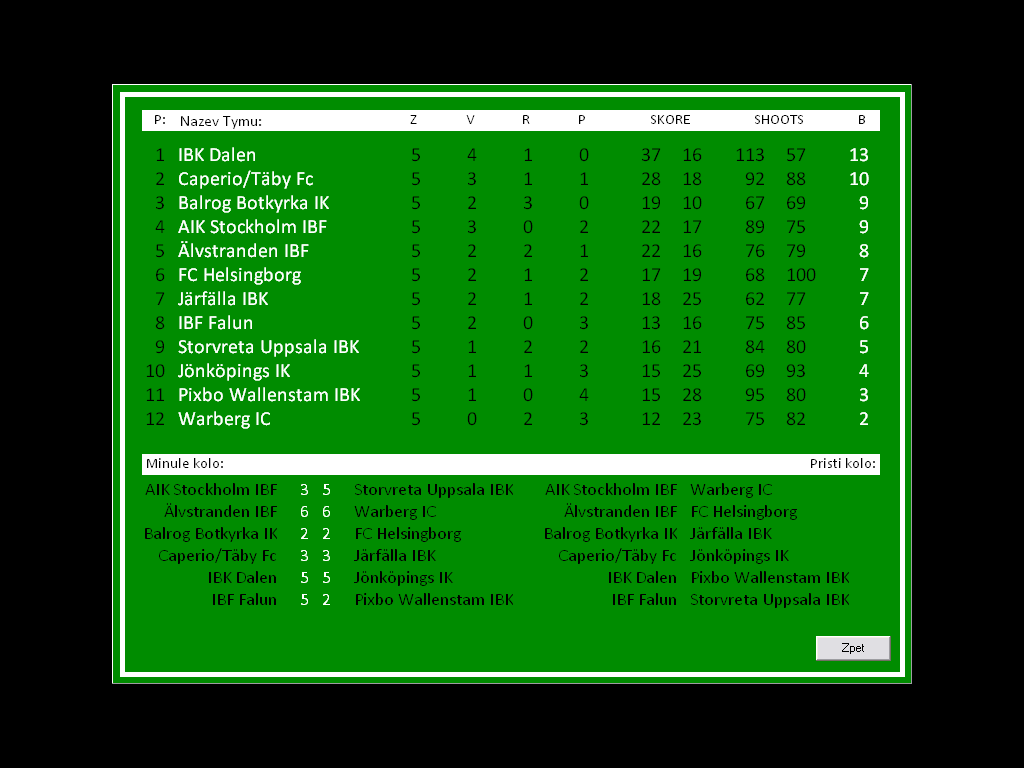 P: Nazev Tymu: Z V R P SKORE SHOOTS B
1 IBK Dalen 5 4 1 0 37 16 113 57 13
2 Caperio/Täby Fc 5 3 1 1 28 18 92 88 10
3 Balrog Botkyrka IK 5 2 3 0 19 10 67 69 9
4 AIK Stockholm IBF 5 3 0 2 22 17 89 75 9
5 Älvstranden IBF 5 2 2 1 22 16 76 79 8
6 FC Helsingborg 5 2 1 2 17 19 68 100 7
7 Järfälla IBK 5 2 1 2 18 25 62 77 7
8 IBF Falun 5 2 0 3 13 16 75 85 6
9 Storvreta Uppsala IBK 5 1 2 2 16 21 84 80 5
10 Jönköpings IK 5 1 1 3 15 25 69 93 4
11 Pixbo Wallenstam IBK 5 1 0 4 15 28 95 80 3
12 Warberg IC 5 0 2 3 12 23 75 82 2
Minule kolo: Pristi kolo:
AIK Stockholm IBF 3 5 Storvreta Uppsala IBK AIK Stockholm IBF Warberg IC
Älvstranden IBF 6 6 Warberg IC Älvstranden IBF FC Helsingborg
Balrog Botkyrka IK 2 2 FC Helsingborg Balrog Botkyrka IK Järfälla IBK
Caperio/Täby Fc 3 3 Järfälla IBK Caperio/Täby Fc Jönköpings IK
IBK Dalen 5 5 Jönköpings IK IBK Dalen Pixbo Wallenstam IBK
IBF Falun 5 2 Pixbo Wallenstam IBK IBF Falun Storvreta Uppsala IBK
Zpet